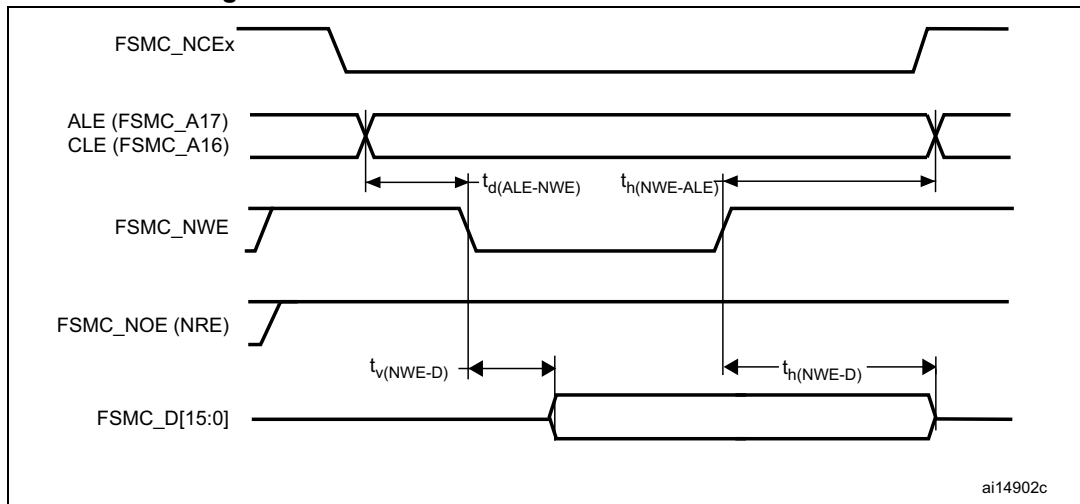 FSMC_NCEx
ALE (FSMC_A17)
CLE (FSMC_A16)
td(ALE-NWE)
th(NWE-ALE)
FSMC_NWE
FSMC_NOE (NRE)
tv(NWE-D)
th(NWE-D)
FSMC_D[15:0]
ai14902c